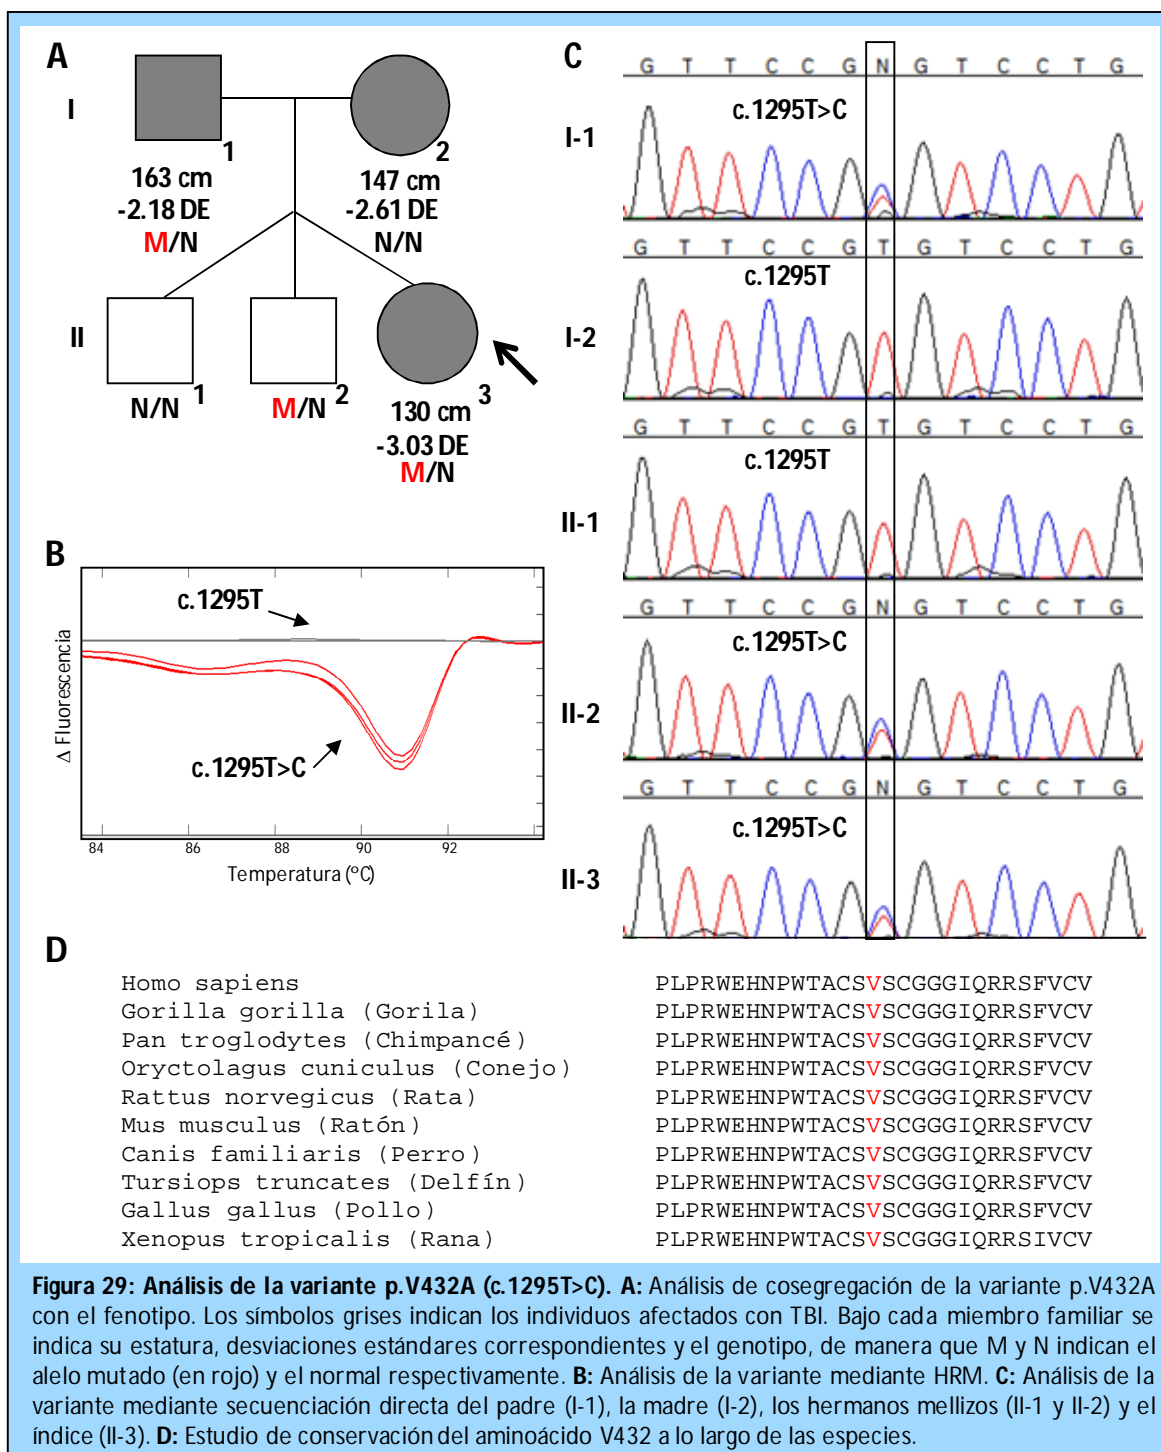 A
I
1
2
163 cm
-2.18 DE
M/N
147 cm
-2.61 DE
N/N
II
1
N/N
2
M/N
3
130 cm
-3.03 DE
M/N
B
c.1295T
c.1295T>C
Δ Fluorescencia
84 86 88 90 92
Temperatura (ºC)
C
G T T C C G N G T C C T G
c.1295T>C
I-1
G T T C C G T G T C C T G
c.1295T
I-2
G T T C C G T G T C C T G
c.1295T
II-1
G T T C C G N G T C C T G
c.1295T>C
II-2
G T T C C G N G T C C T G
c.1295T>C
II-3
D
Homo sapiens PLPRWEHNPWTACSVSCGGGIQRRSFVCV
Gorilla gorilla (Gorila) PLPRWEHNPWTACSVSCGGGIQRRSFVCV
Pan troglodytes (Chimpancé) PLPRWEHNPWTACSVSCGGGIQRRSFVCV
Oryctolagus cuniculus (Conejo) PLPRWEHNPWTACSVSCGGGIQRRSFVCV
Rattus norvegicus (Rata) PLPRWEHNPWTACSVSCGGGIQRRSFVCV
Mus musculus (Ratón) PLPRWEHNPWTACSVSCGGGIQRRSFVCV
Canis familiaris (Perro) PLPRWEHNPWTACSVSCGGGIQRRSFVCV
Tursiops truncates (Delfín) PLPRWEHNPWTACSVSCGGGIQRRSFVCV
Gallus gallus (Pollo) PLPRWEHNPWTACSVSCGGGIQRRSFVCV
Xenopus tropicalis (Rana) PLPRWEHNPWTACSVSCGGGIQRRSIVCV
Figura 29: Análisis de la variante p.V432A (c.1295T>C). A: Análisis de cosegregación de la variante p.V432A
con el fenotipo. Los símbolos grises indican los individuos afectados con TBI. Bajo cada miembro familiar se
indica su estatura, desviaciones estándares correspondientes y el genotipo, de manera que M y N indican el
alelo mutado (en rojo) y el normal respectivamente. B: Análisis de la variante mediante HRM. C: Análisis de la
variante mediante secuenciación directa del padre (I-1), la madre (I-2), los hermanos mellizos (II-1 y II-2) y el
índice (II-3). D: Estudio de conservación del aminoácido V432 a lo largo de las especies.